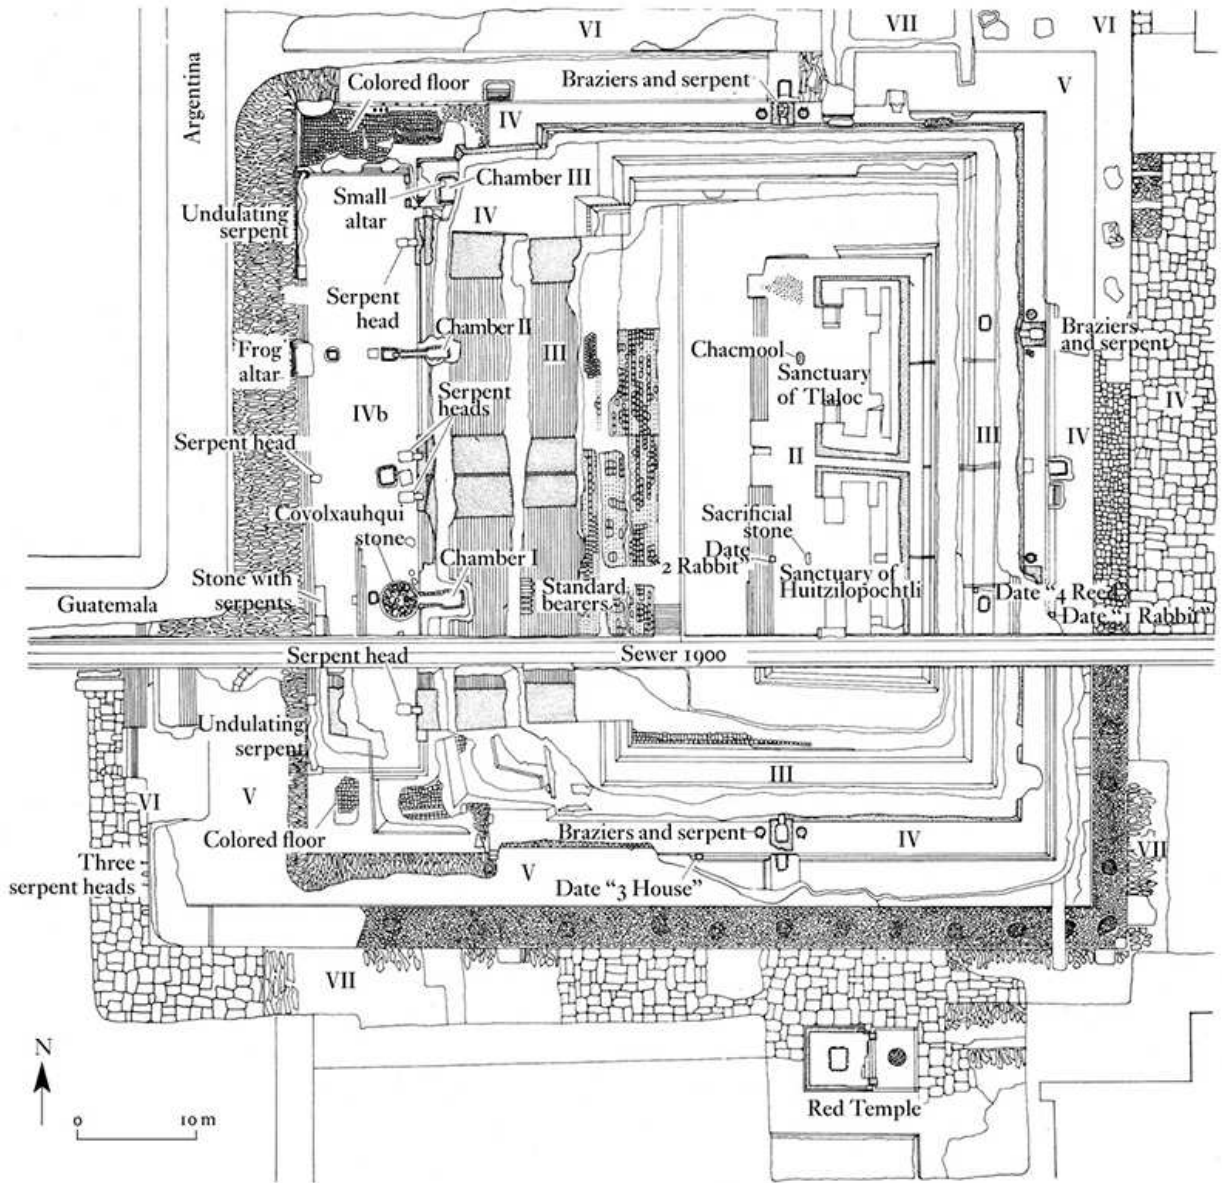 VI
VII
VI
Argentina
Colored floor
Braziers and serpent
V
IV
Small
altar
Chamber III
IV
Undulating
serpent
Serpent
head
Chamber II
III
Frog
altar
Chacmool
Sanctuary
of Tlaloc
Braziers
and serpent
IV
Serpent
heads
IVb
Serpent head
II
III
IV
Covolxauhqui
stone
Sacrificial
stone
Chamber I
Date
2 Rabbit"
Stone with
serpents
Standard
bearers
Sanctuary of
Huitzilopochtli
Date "4 Reed"
Date "1 Rabbit"
Guatemala
Serpent head
Sewer 1900
Undulating
serpent
III
VI
V
Colored floor
Braziers and serpent
IV
VII
Three
serpent heads
V
Date "3 House"
VII
N
0 10 m
Red Temple